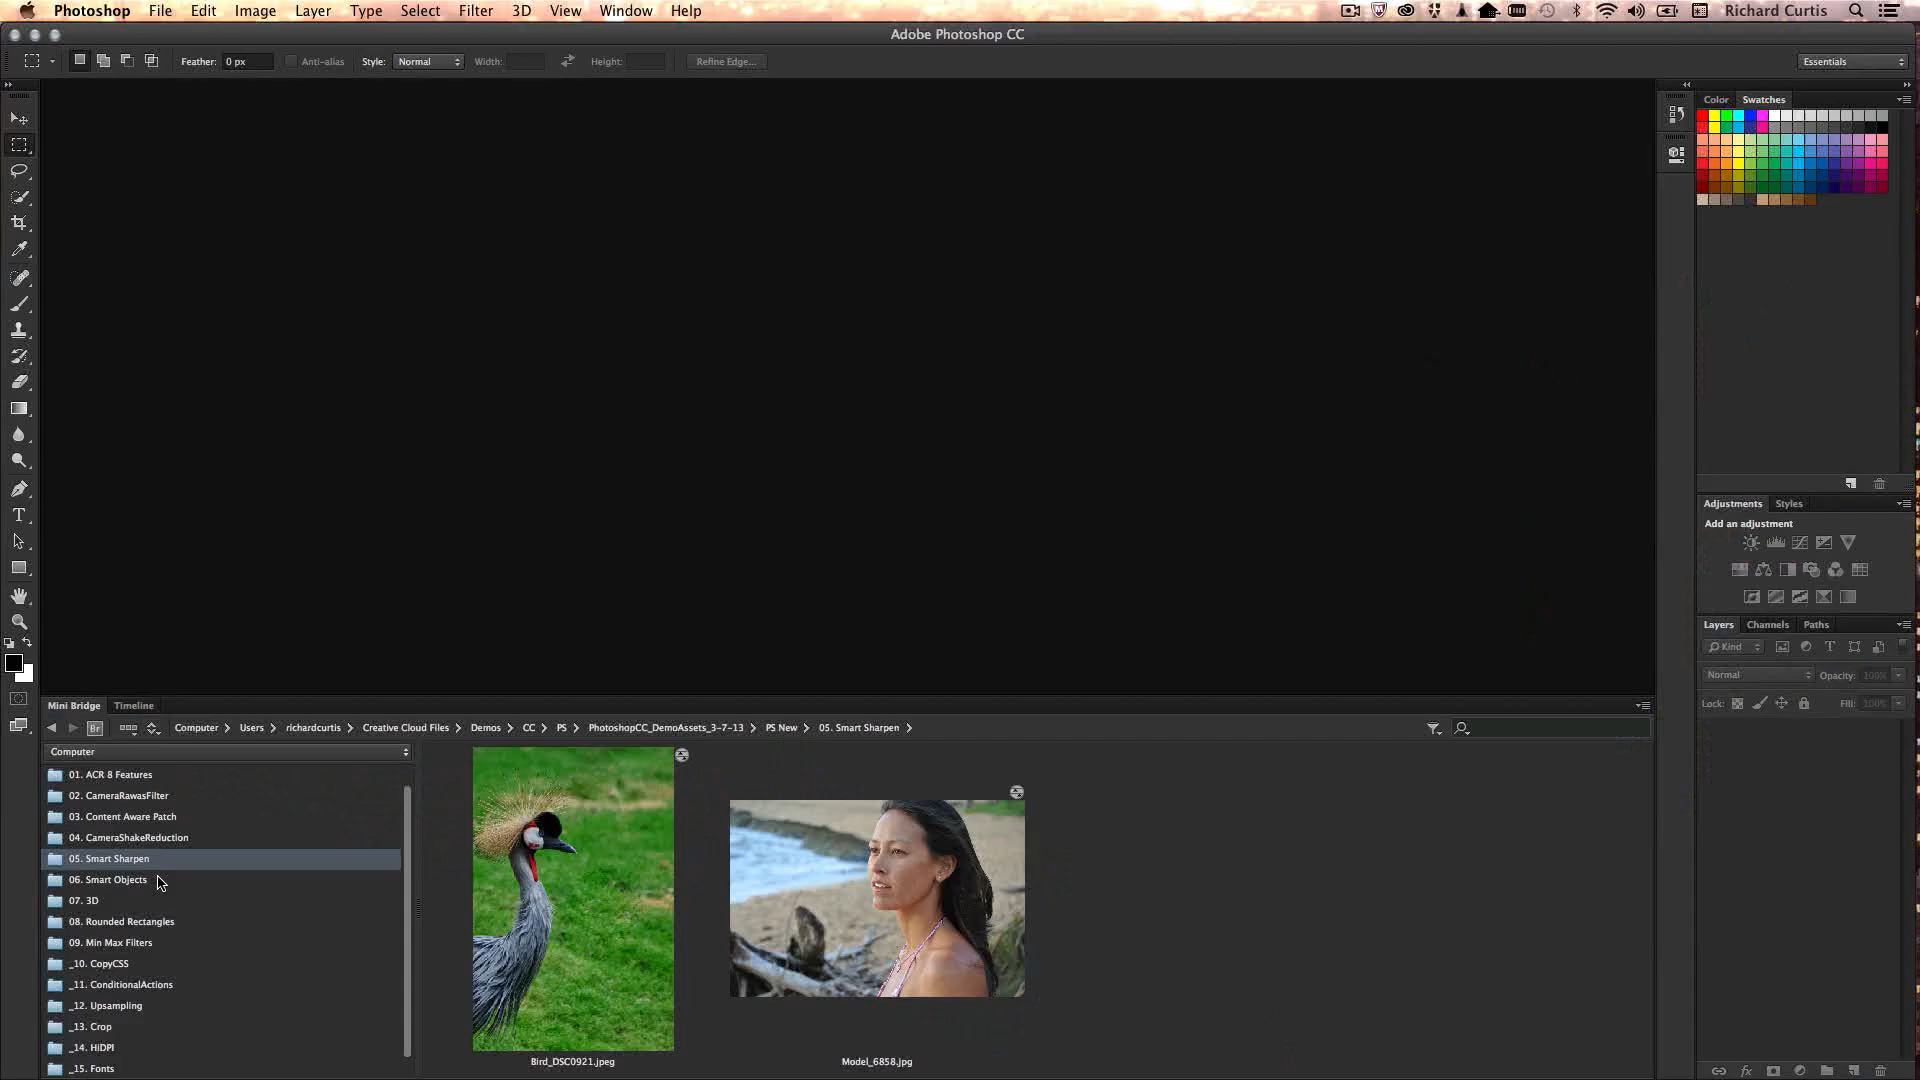 Photoshop File Edit Image Layer Type Select Filter 3D View Window Help Richard Curtis
Adobe Photoshop CC
Feather: 0 px Anti-alias Style: Normal Width: Height: Refine Edge... Essentials
Color Swatches
Adjustments Styles
Add an adjustment
Layers Channels Paths
Kind
Normal Opacity: 100%
Lock: Fill: 100%
Mini Bridge Timeline
Br Computer Users richardcurtis Creative Cloud Files Demos CC PS PhotoshopCC_DemoAssets_3-7-13 PS New 05. Smart Sharpen
Computer
01. ACR 8 Features
02. CameraRawasFilter
03. Content Aware Patch
04. CameraShakeReduction
05. Smart Sharpen
06. Smart Objects
07. 3D
08. Rounded Rectangles
09. Min Max Filters
_10. CopyCSS
_11. ConditionalActions
_12. Upsampling
_13. Crop
_14. HiDPI
_15. Fonts
Bird_DSC0921.jpeg
Model_6858.jpg
fx